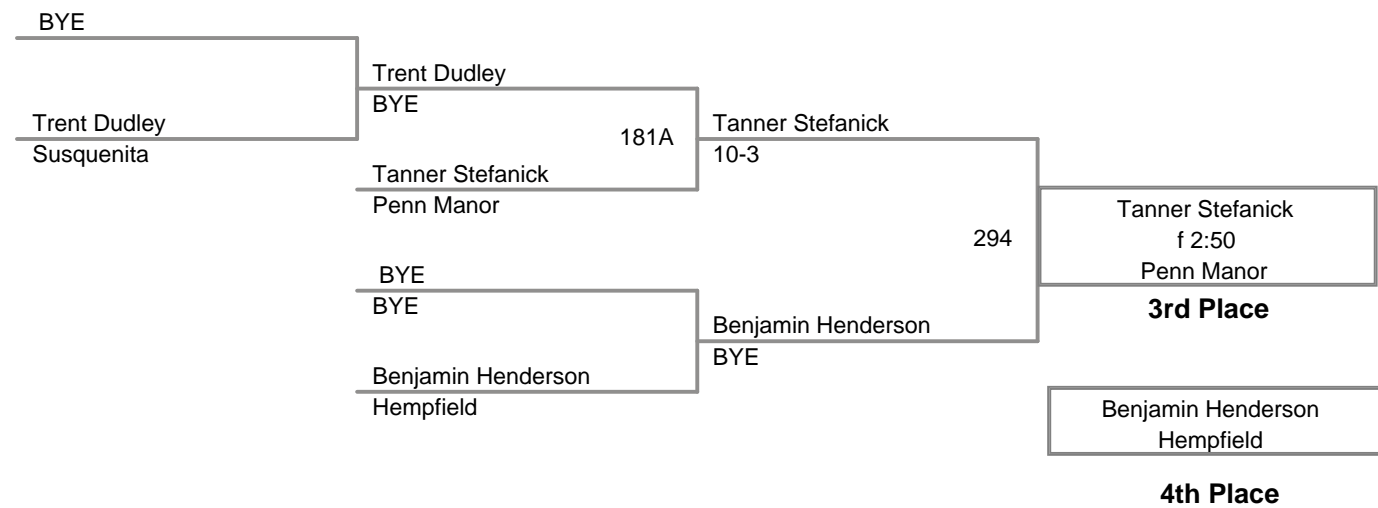 BYE
Trent Dudley
Susquenita
Trent Dudley
BYE
181A
Tanner Stefanick
Penn Manor
BYE
BYE
Benjamin Henderson
Hempfield
Tanner Stefanick
10-3
294
Benjamin Henderson
BYE
Tanner Stefanick
f 2:50
Penn Manor
3rd Place
Benjamin Henderson
Hempfield
4th Place